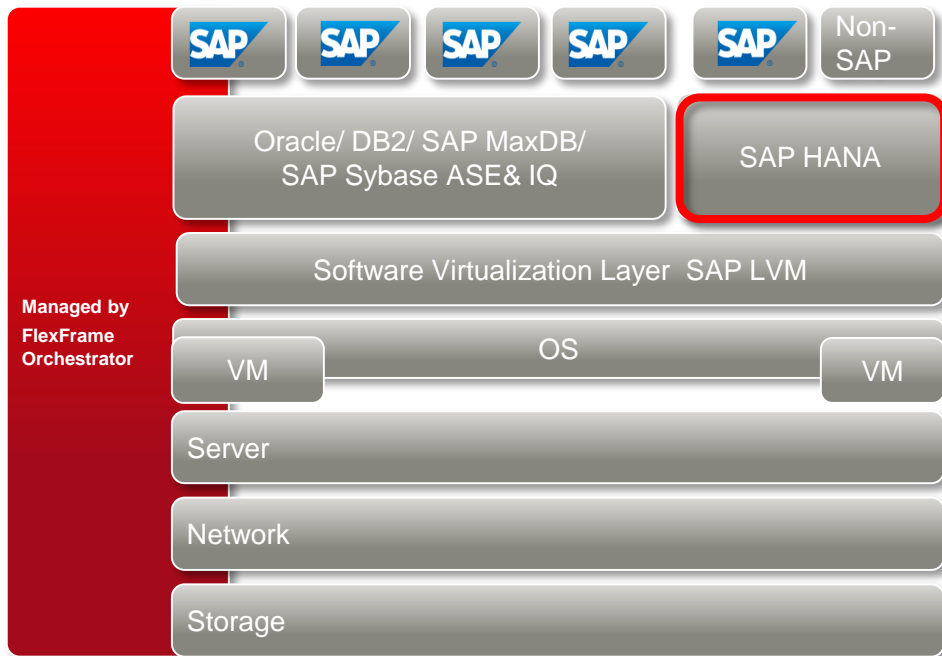 SAP SAP SAP SAP SAP Non-
SAP
Oracle/ DB2/ SAP MaxDB/
SAP Sybase ASE& IQ
SAP HANA
Software Virtualization Layer SAP LVM
Managed by
FlexFrame
Orchestrator
OS
VM
VM
Server
Network
Storage